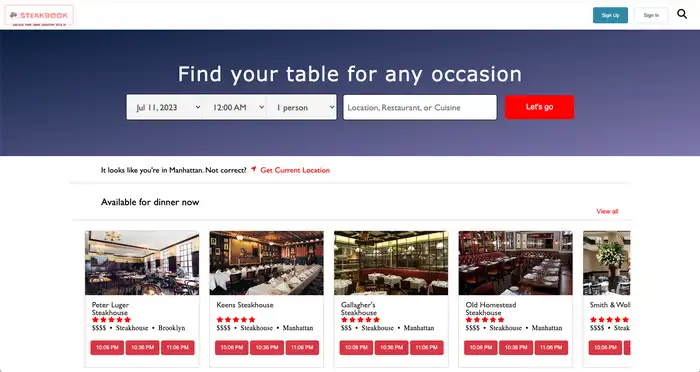 STEAKBOOK
Sign Up
Sign In
Find your table for any occasion
Jul 11, 2023
12:00 AM
1 person
Location, Restaurant, or Cuisine
Let's go
It looks like you're in Manhattan. Not correct? Get Current Location
Available for dinner now
View all
Peter Luger
Steakhouse
$$$$ • Steakhouse • Brooklyn
10:06 PM 10:36 PM 11:06 PM
Keens Steakhouse
$$$$ • Steakhouse • Manhattan
10:06 PM 10:36 PM 11:06 PM
Gallagher's
Steakhouse
$$$ • Steakhouse • Manhattan
10:06 PM 10:36 PM 11:06 PM
Old Homestead
Steakhouse
$$$$ • Steakhouse • Manhattan
10:06 PM 10:36 PM 11:06 PM
Smith & Woll
$$$$ • Steakho
10:06 PM